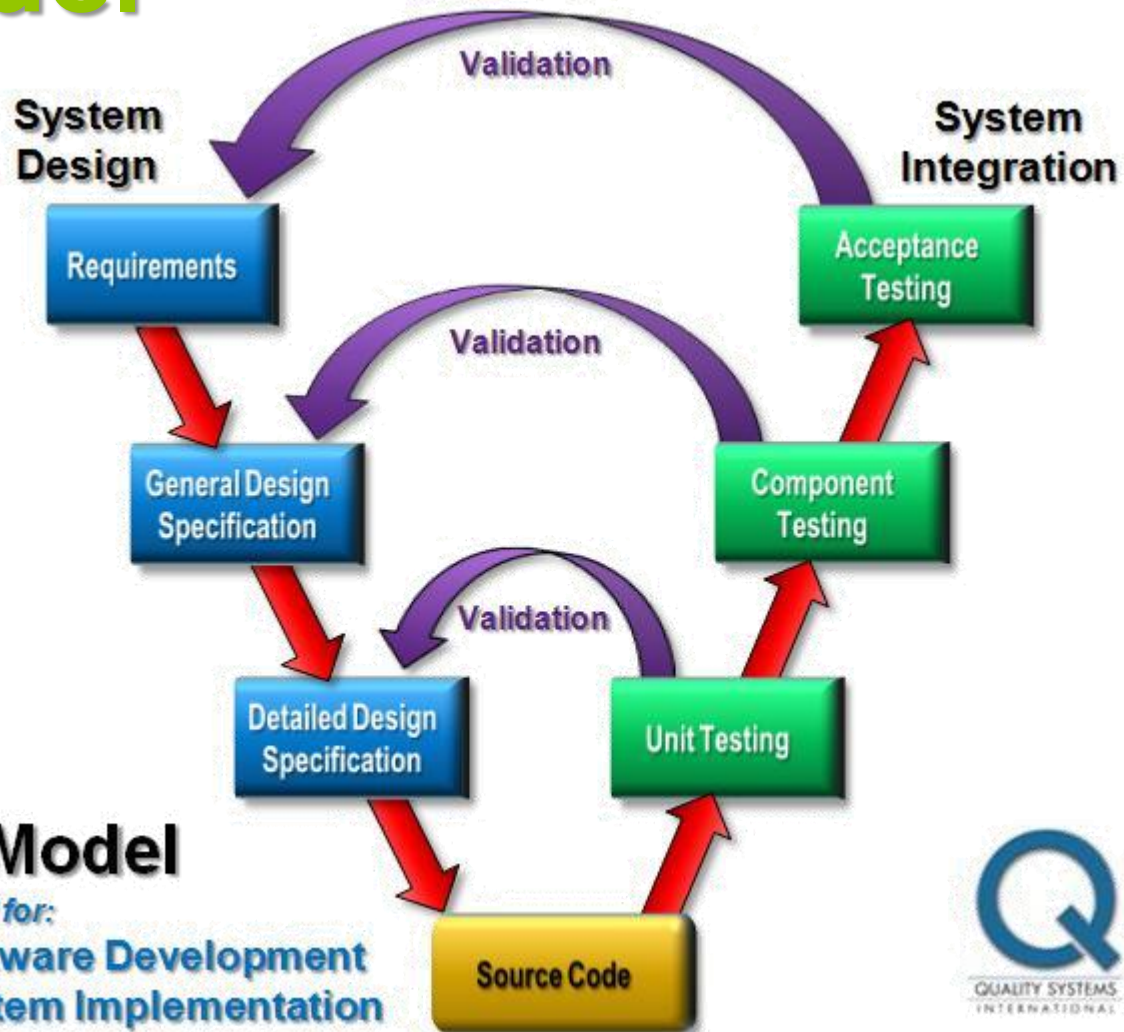 Validation
System
Design
System
Integration
Requirements
Acceptance
Testing
Validation
General Design
Specification
Component
Testing
Validation
Detailed Design
Specification
Unit Testing
Model
for:
ware Development
tem Implementation
Source Code
Q
QUALITY SYSTEMS
INTERNATIONAL